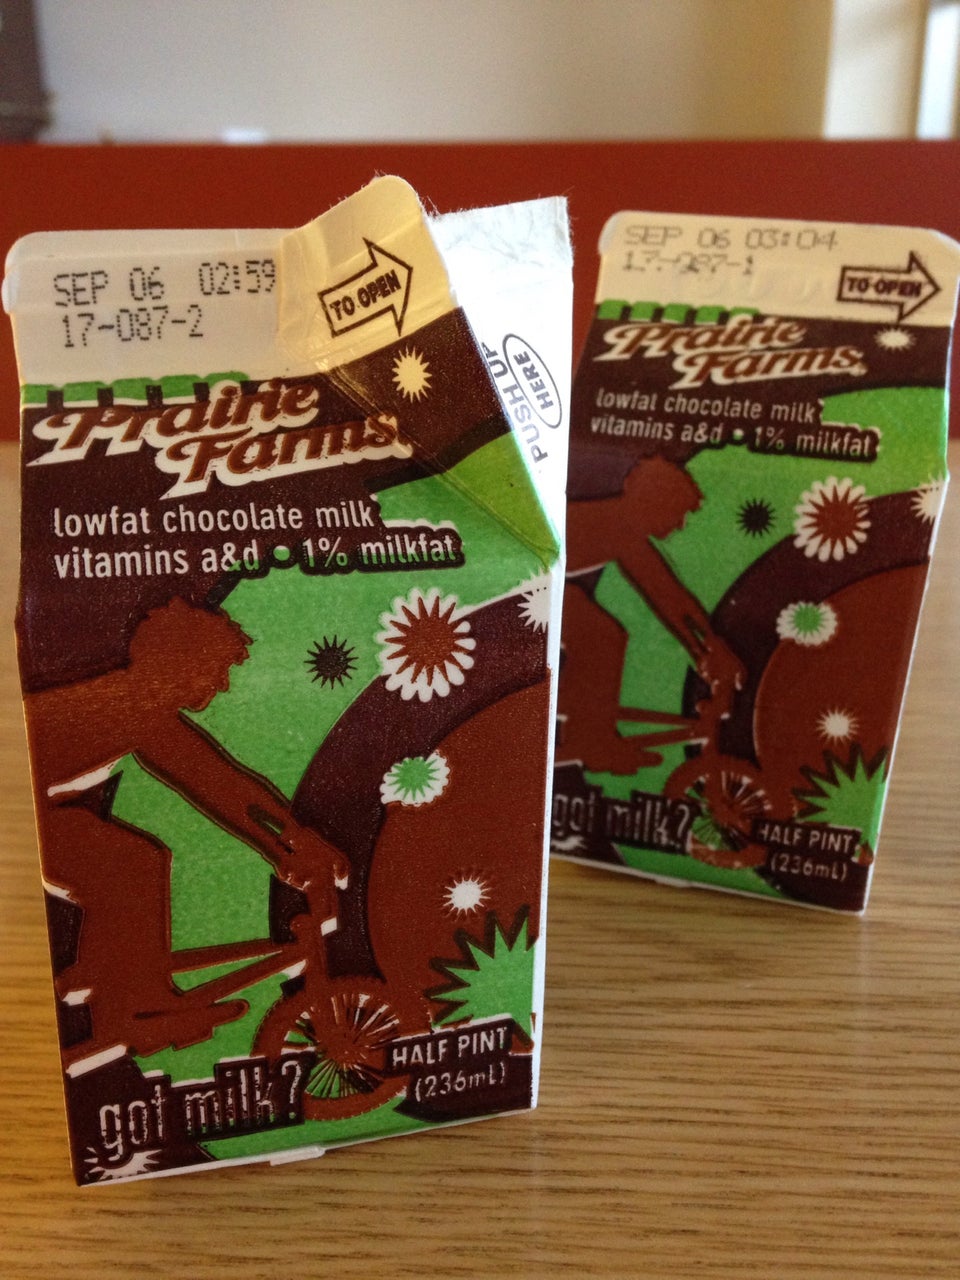 SEP 06 02:59
17-087-2
TO OPEN
PUSH UP
HERE
Prairie
Farms
lowfat chocolate milk
vitamins a&d • 1% milkfat
got milk?
HALF PINT
(236mL)
SEP 06 03:04
17-087-1
TO OPEN
Prairie
Farms
lowfat chocolate milk
vitamins a&d • 1% milkfat
got milk?
HALF PINT
(236mL)